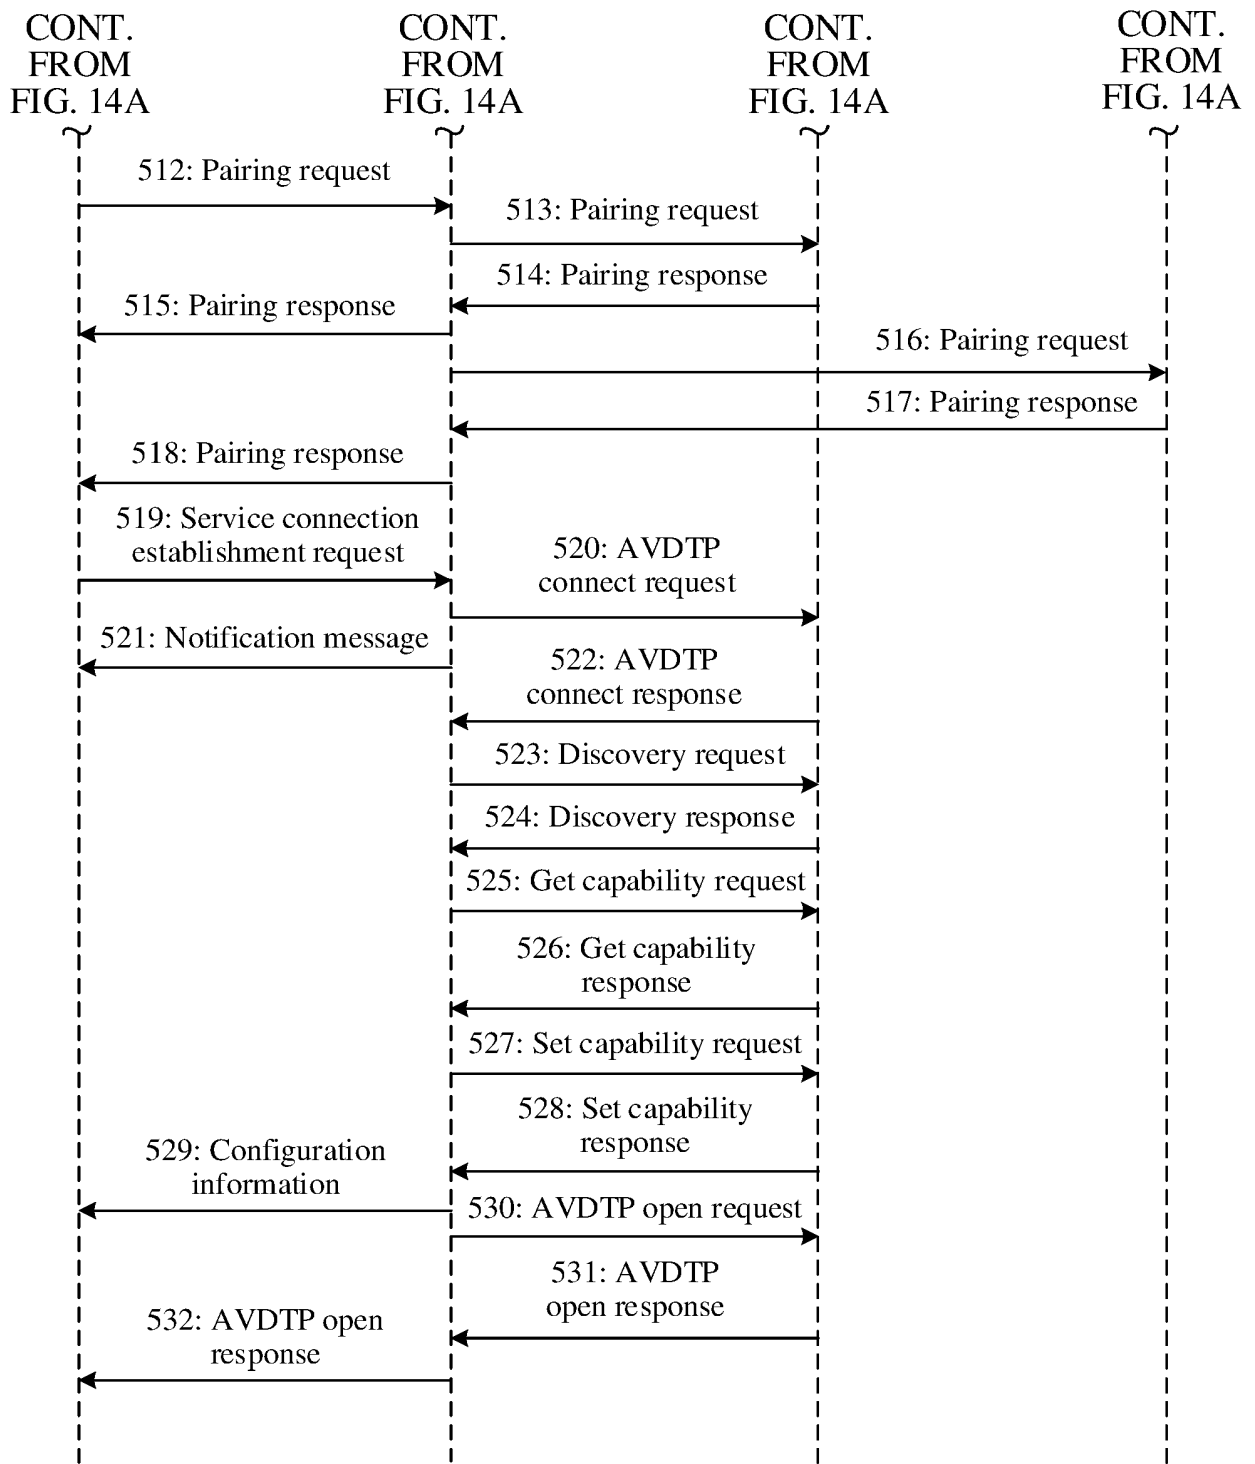 CONT.
FROM
FIG. 14A
CONT.
FROM
FIG. 14A
CONT.
FROM
FIG. 14A
CONT.
FROM
FIG. 14A
512: Pairing request
513: Pairing request
514: Pairing response
515: Pairing response
516: Pairing request
517: Pairing response
518: Pairing response
519: Service connection
establishment request
520: AVDTP
connect request
521: Notification message
522: AVDTP
connect response
523: Discovery request
524: Discovery response
525: Get capability request
526: Get capability
response
527: Set capability request
528: Set capability
response
529: Configuration
information
530: AVDTP open request
531: AVDTP
open response
532: AVDTP open
response